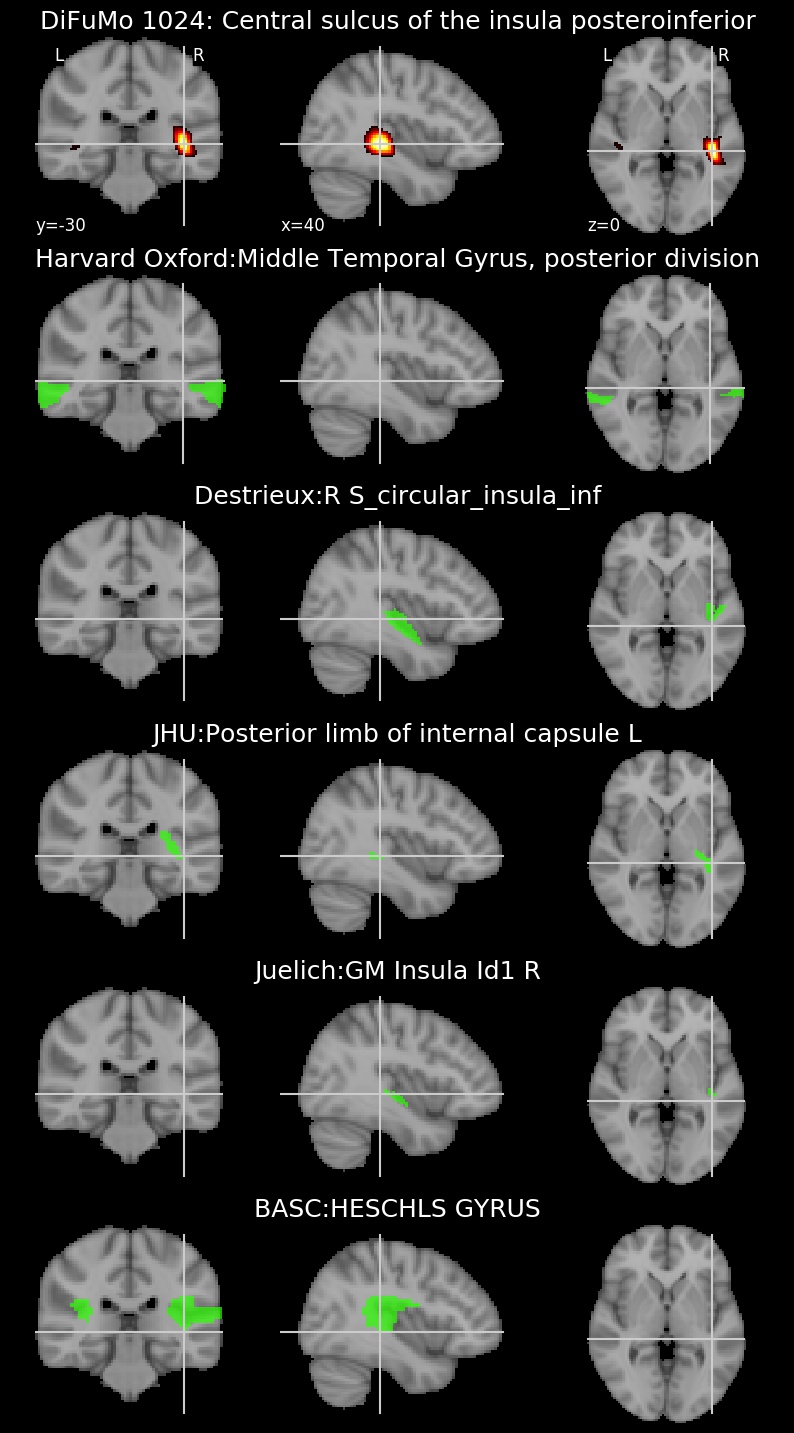 DiFuMo 1024: Central sulcus of the insula posteroinferior
L R L R
y=-30 x=40 z=0
Harvard Oxford:Middle Temporal Gyrus, posterior division
Destrieux:R S_circular_insula_inf
JHU:Posterior limb of internal capsule L
Juelich:GM Insula Id1 R
BASC:HESCHLS GYRUS